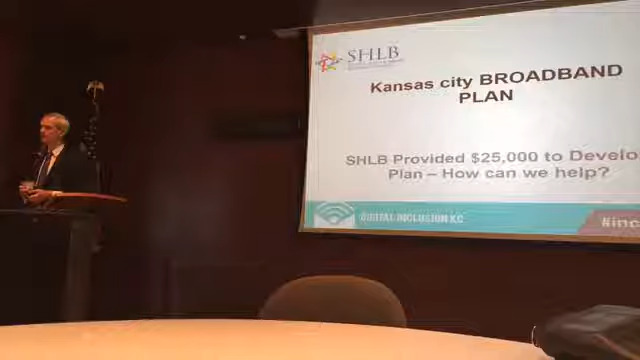 SHLB
Kansas city BROADBAND
PLAN
SHLB Provided $25,000 to Develo
Plan – How can we help?
DIGITAL INCLUSION KC
#inc